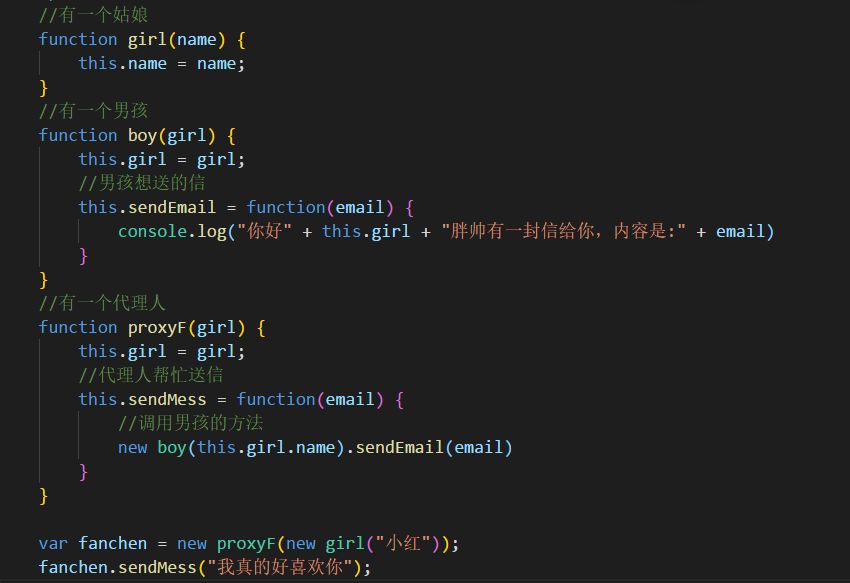 //有一个姑娘
function girl(name) {
    this.name = name;
}
//有一个男孩
function boy(girl) {
    this.girl = girl;
    //男孩想送的信
    this.sendEmail = function(email) {
        console.log("你好" + this.girl + "胖帅有一封信给你，内容是:" + email)
    }
}
//有一个代理人
function proxyF(girl) {
    this.girl = girl;
    //代理人帮忙送信
    this.sendMess = function(email) {
        //调用男孩的方法
        new boy(this.girl.name).sendEmail(email)
    }
}

var fanchen = new proxyF(new girl("小红"));
fanchen.sendMess("我真的好喜欢你");